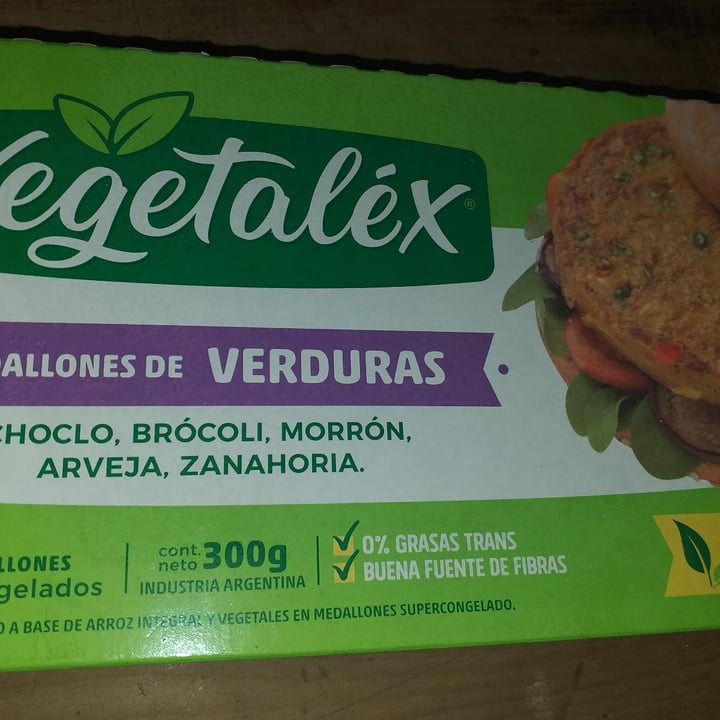 Vegetaléx®
DALLONES DE VERDURAS
CHOCLO, BRÓCOLI, MORRÓN,
ARVEJA, ZANAHORIA.
LLONES
gelados
cont.
neto 300g
INDUSTRIA ARGENTINA
0% GRASAS TRANS
BUENA FUENTE DE FIBRAS
O A BASE DE ARROZ INTEGRAL Y VEGETALES EN MEDALLONES SUPERCONGELADO.